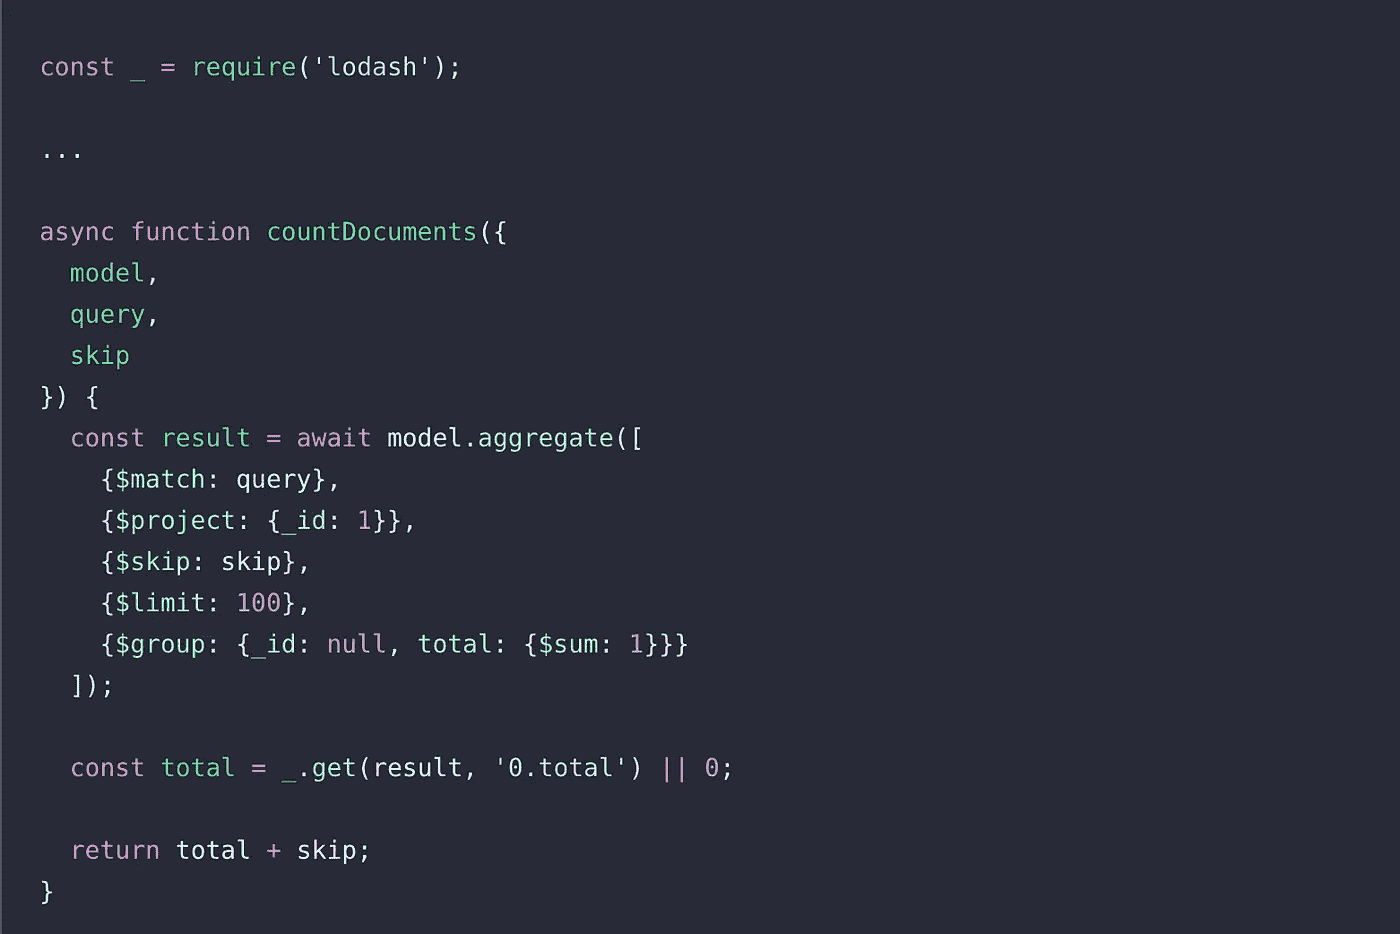 const _ = require('lodash');
...
async function countDocuments({
  model,
  query,
  skip
}) {
  const result = await model.aggregate([
    {$match: query},
    {$project: {_id: 1}},
    {$skip: skip},
    {$limit: 100},
    {$group: {_id: null, total: {$sum: 1}}}
  ]);
  const total = _.get(result, '0.total') || 0;
  return total + skip;
}